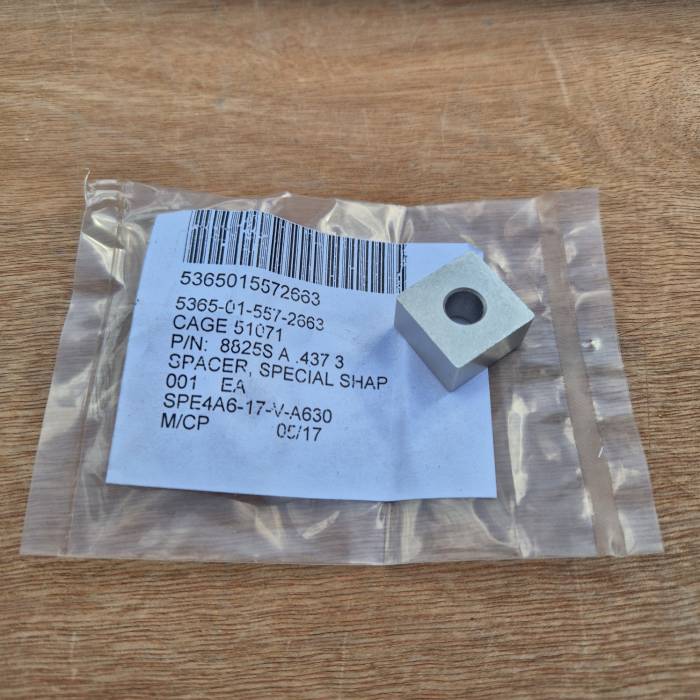 5365015572663
5365-01-557-2663
CAGE 51071
P/N: 8825S A .437 3
SPACER, SPECIAL SHAP
001 EA
SPE4A6-17-V-A630
M/CP 05/17